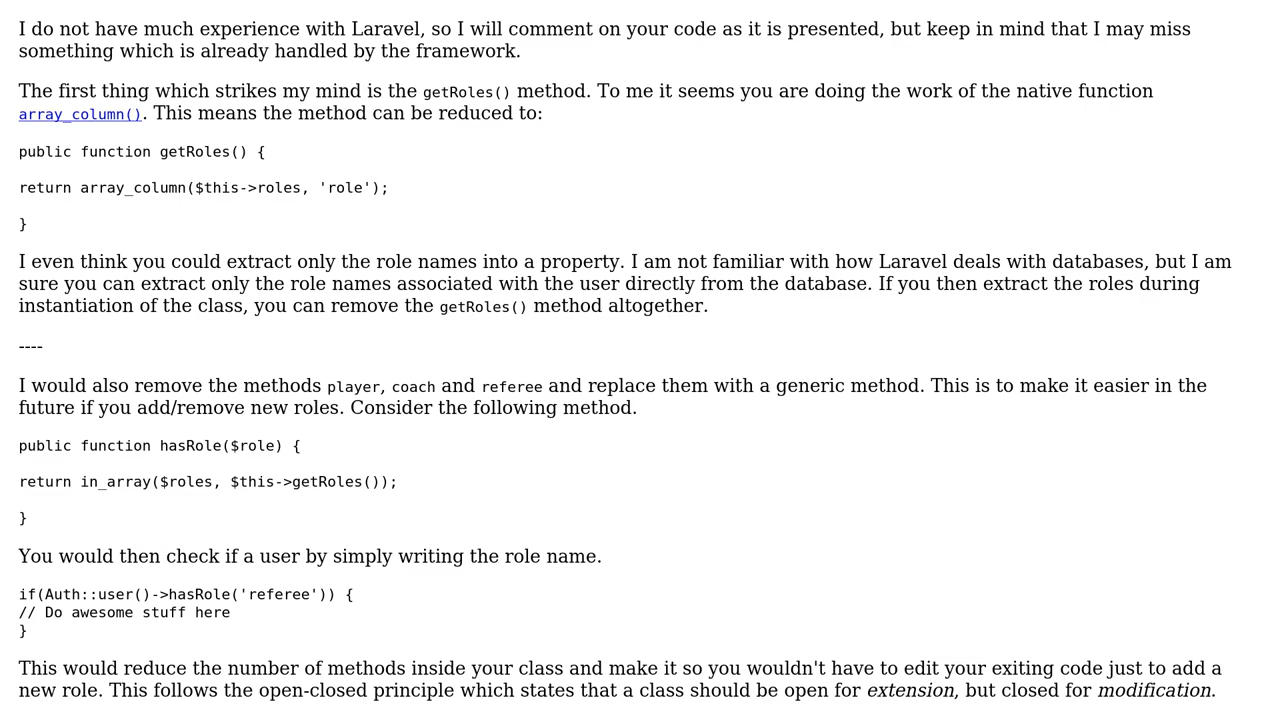 I do not have much experience with Laravel, so I will comment on your code as it is presented, but keep in mind that I may miss
something which is already handled by the framework.
The first thing which strikes my mind is the getRoles() method. To me it seems you are doing the work of the native function
array_column(). This means the method can be reduced to:
public function getRoles() {
return array_column($this->roles, 'role');
}
I even think you could extract only the role names into a property. I am not familiar with how Laravel deals with databases, but I am
sure you can extract only the role names associated with the user directly from the database. If you then extract the roles during
instantiation of the class, you can remove the getRoles() method altogether.
----
I would also remove the methods player, coach and referee and replace them with a generic method. This is to make it easier in the
future if you add/remove new roles. Consider the following method.
public function hasRole($role) {
return in_array($roles, $this->getRoles());
}
You would then check if a user by simply writing the role name.
if(Auth::user()->hasRole('referee')) {
// Do awesome stuff here
}
This would reduce the number of methods inside your class and make it so you wouldn't have to edit your exiting code just to add a
new role. This follows the open-closed principle which states that a class should be open for extension, but closed for modification.